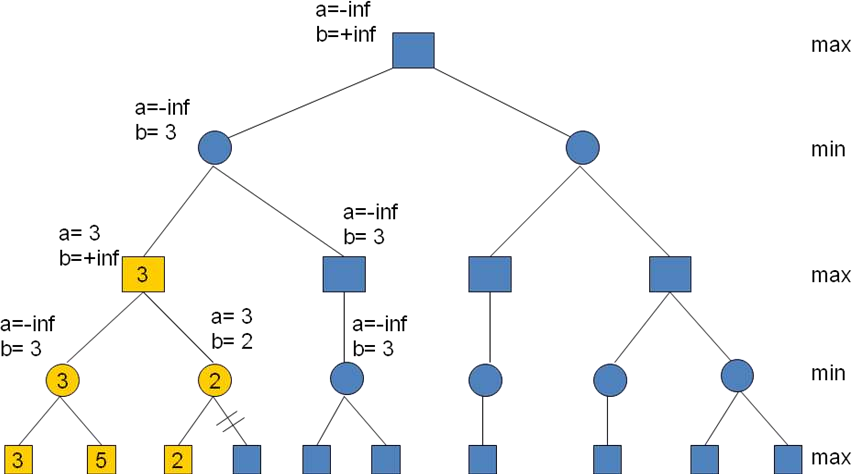 a=-inf
b=+inf
max
a=-inf
b= 3
min
a=-inf
b= 3
a= 3
b=+inf
3
max
a=-inf
b= 3
a= 3
b= 2
a=-inf
b= 3
3
2
min
3
5
2
max